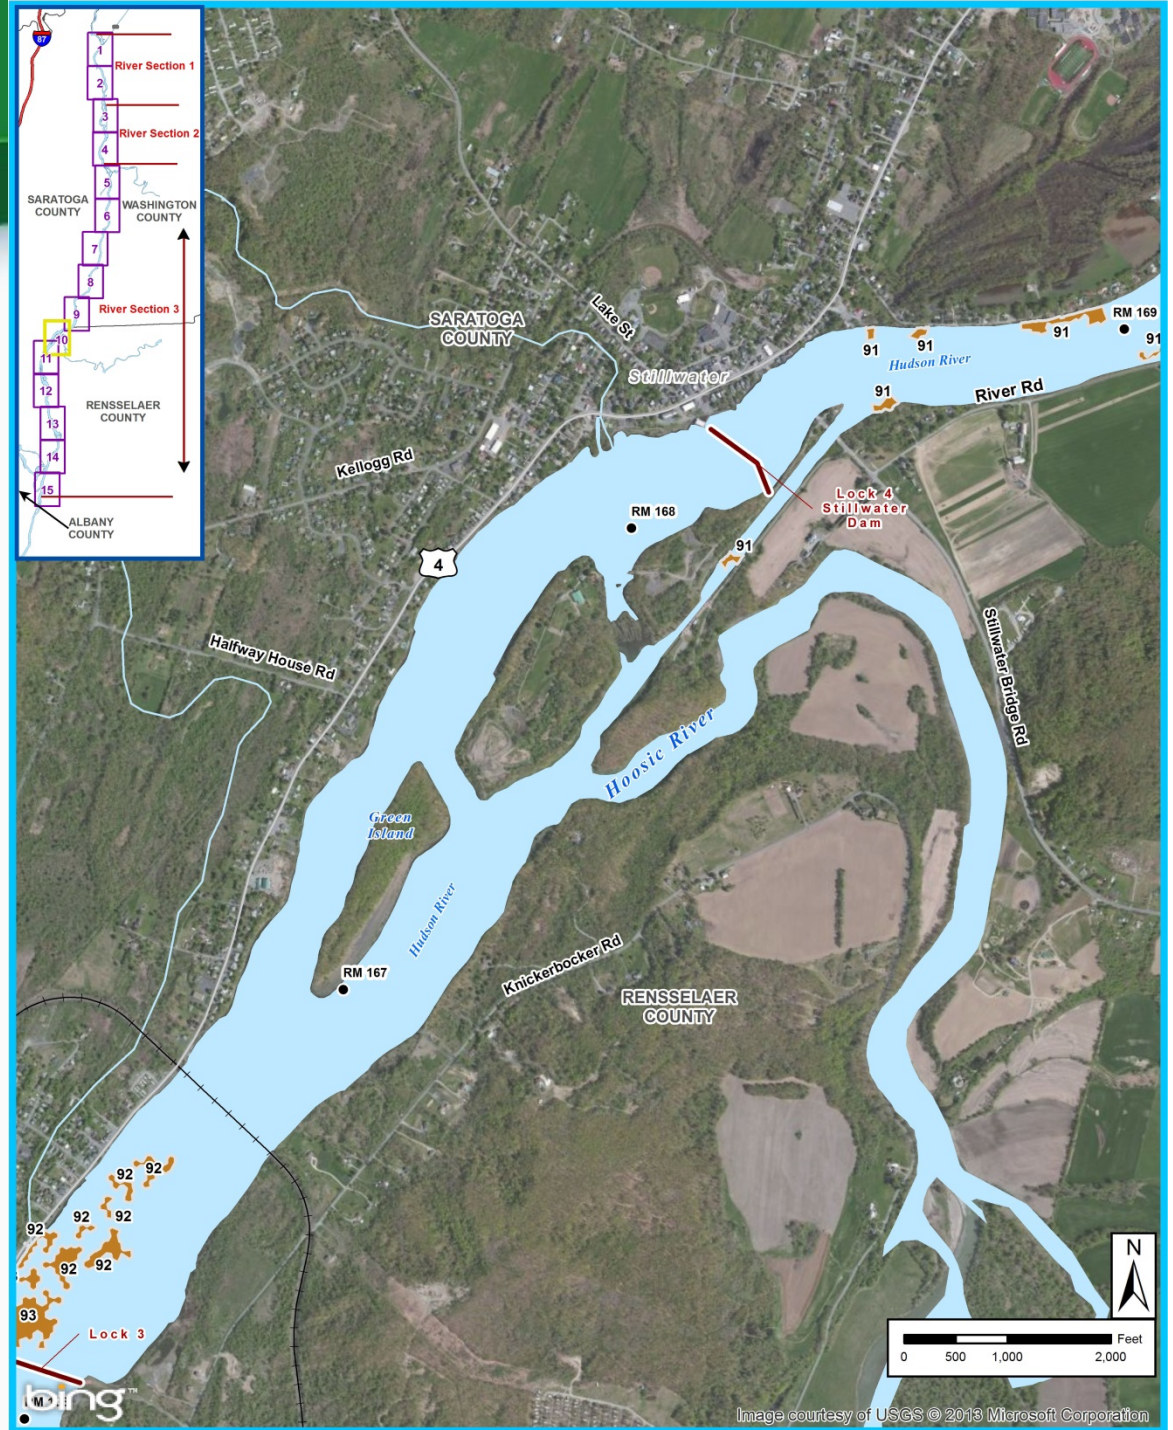 87
1
River Section 1
2
3
River Section 2
4
5
SARATOGA
COUNTY
WASHINGTON
COUNTY
6
7
8
9
River Section 3
10
11
12
RENSSELAER
COUNTY
13
14
15
ALBANY
COUNTY
SARATOGA
COUNTY
Lake St
Stillwater
RM 169
91
91
91
91
Hudson River
91
River Rd
Kellogg Rd
Lock 4
Stillwater
Dam
RM 168
91
4
Halfway House Rd
Stillwater Bridge Rd
Hoosic River
Green
Island
Hudson River
Knickerbocker Rd
RM 167
RENSSELAER
COUNTY
92
92
92
92
92
92
92
93
Lock 3
bing™
N
Feet
0 500 1,000 2,000
Image courtesy of USGS © 2013 Microsoft Corporation